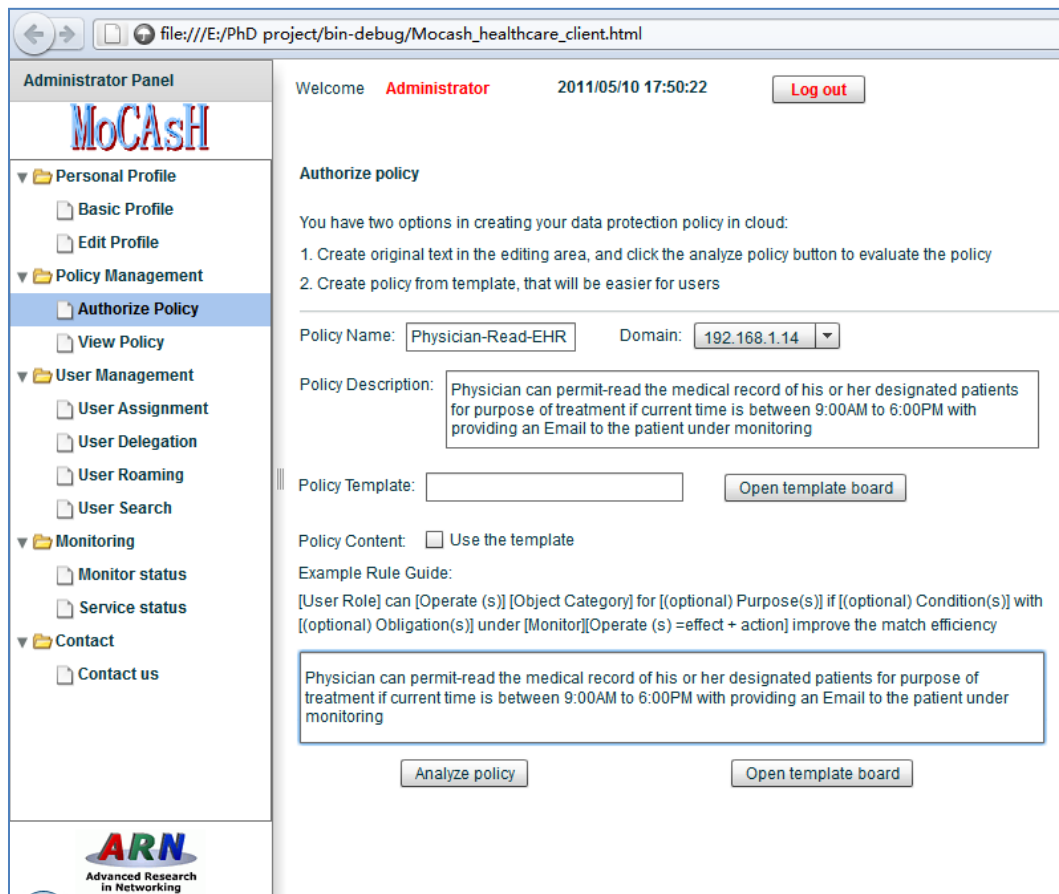 file:///E:/PhD project/bin-debug/Mocash_healthcare_client.html
Administrator Panel
MoCAsH
Personal Profile
Basic Profile
Edit Profile
Policy Management
Authorize Policy
View Policy
User Management
User Assignment
User Delegation
User Roaming
User Search
Monitoring
Monitor status
Service status
Contact
Contact us
ARN
Advanced Research
in Networking
Welcome Administrator 2011/05/10 17:50:22 Log out
Authorize policy
You have two options in creating your data protection policy in cloud:
1. Create original text in the editing area, and click the analyze policy button to evaluate the policy
2. Create policy from template, that will be easier for users
Policy Name: Physician-Read-EHR Domain: 192.168.1.14
Policy Description: Physician can permit-read the medical record of his or her designated patients
for purpose of treatment if current time is between 9:00AM to 6:00PM with
providing an Email to the patient under monitoring
Policy Template: Open template board
Policy Content: Use the template
Example Rule Guide:
[User Role] can [Operate (s)] [Object Category] for [(optional) Purpose(s)] if [(optional) Condition(s)] with
[(optional) Obligation(s)] under [Monitor][Operate (s) =effect + action] improve the match efficiency
Physician can permit-read the medical record of his or her designated patients for purpose of
treatment if current time is between 9:00AM to 6:00PM with providing an Email to the patient under
monitoring
Analyze policy Open template board